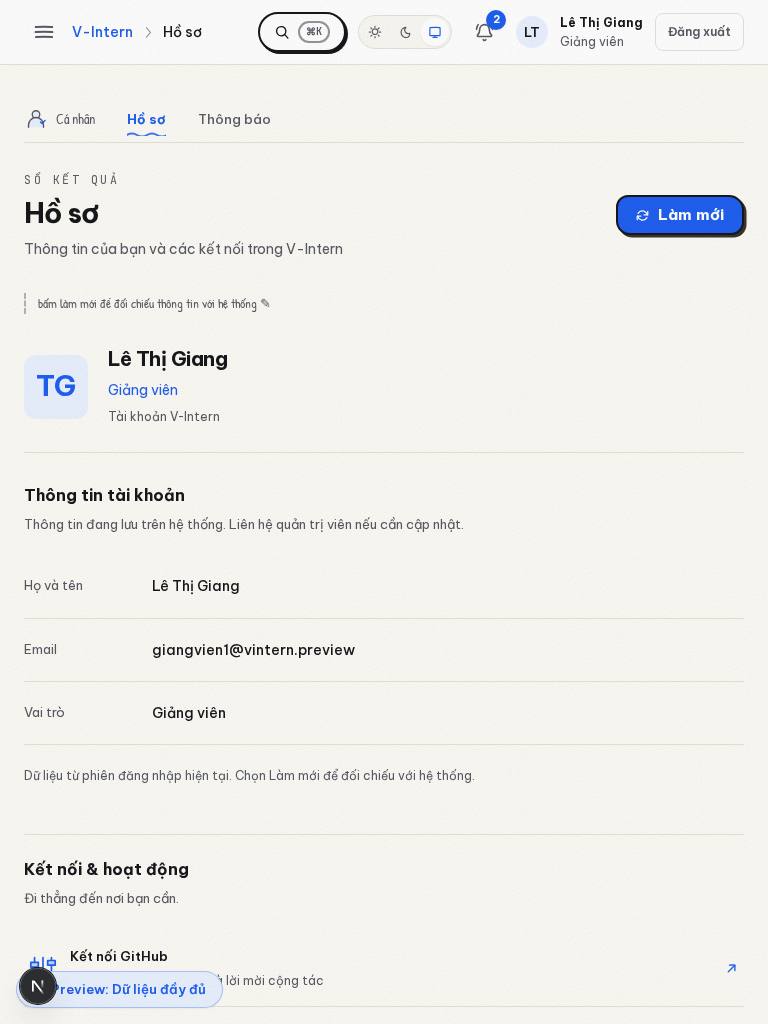 V-Intern > Hồ sơ
⌘K
2
LT
Lê Thị Giang
Giảng viên
Đăng xuất
Cá nhân
Hồ sơ
Thông báo
SỔ KẾT QUẢ
Hồ sơ
Làm mới
Thông tin của bạn và các kết nối trong V-Intern
bấm làm mới để đối chiếu thông tin với hệ thống ✎
TG
Lê Thị Giang
Giảng viên
Tài khoản V-Intern
Thông tin tài khoản
Thông tin đang lưu trên hệ thống. Liên hệ quản trị viên nếu cần cập nhật.
Họ và tên
Lê Thị Giang
Email
giangvien1@vintern.preview
Vai trò
Giảng viên
Dữ liệu từ phiên đăng nhập hiện tại. Chọn Làm mới để đối chiếu với hệ thống.
Kết nối & hoạt động
Đi thẳng đến nơi bạn cần.
Kết nối GitHub
lời mời cộng tác
N
Preview: Dữ liệu đầy đủ